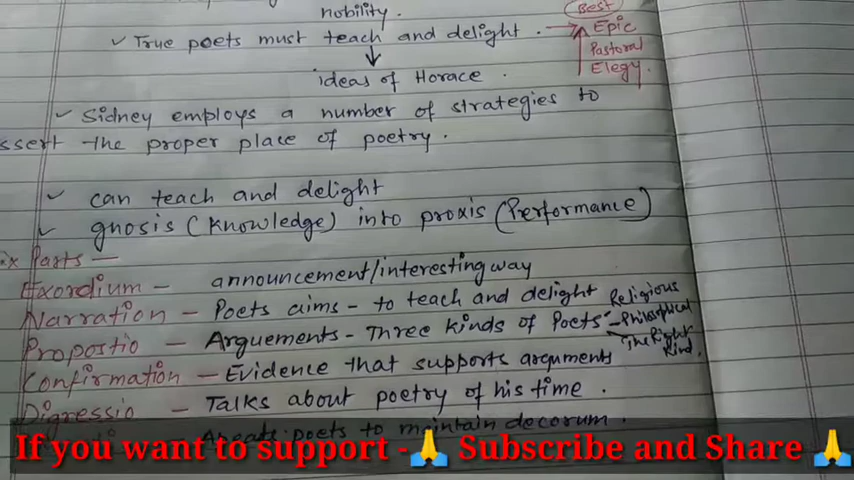 nobility.
✓ True poets must teach and delight.
Best
Epic
Pastoral
Elegy.
ideas of Horace.
✓ Sidney employs a number of strategies to
ssert the proper place of poetry.
✓ can teach and delight
✓ gnosis (knowledge) into proxis (Performance)
ix Parts —
Exordium — announcement/interesting way
Narration — Poets aims - to teach and delight
Propostio — Arguements - Three kinds of Poets
Religious
- Philosophical
The Right
Kind.
Confirmation — Evidence that supports arguments
Digressio — Talks about poetry of his time.
poets to maintain decorum.
If you want to support -🙏 Subscribe and Share 🙏